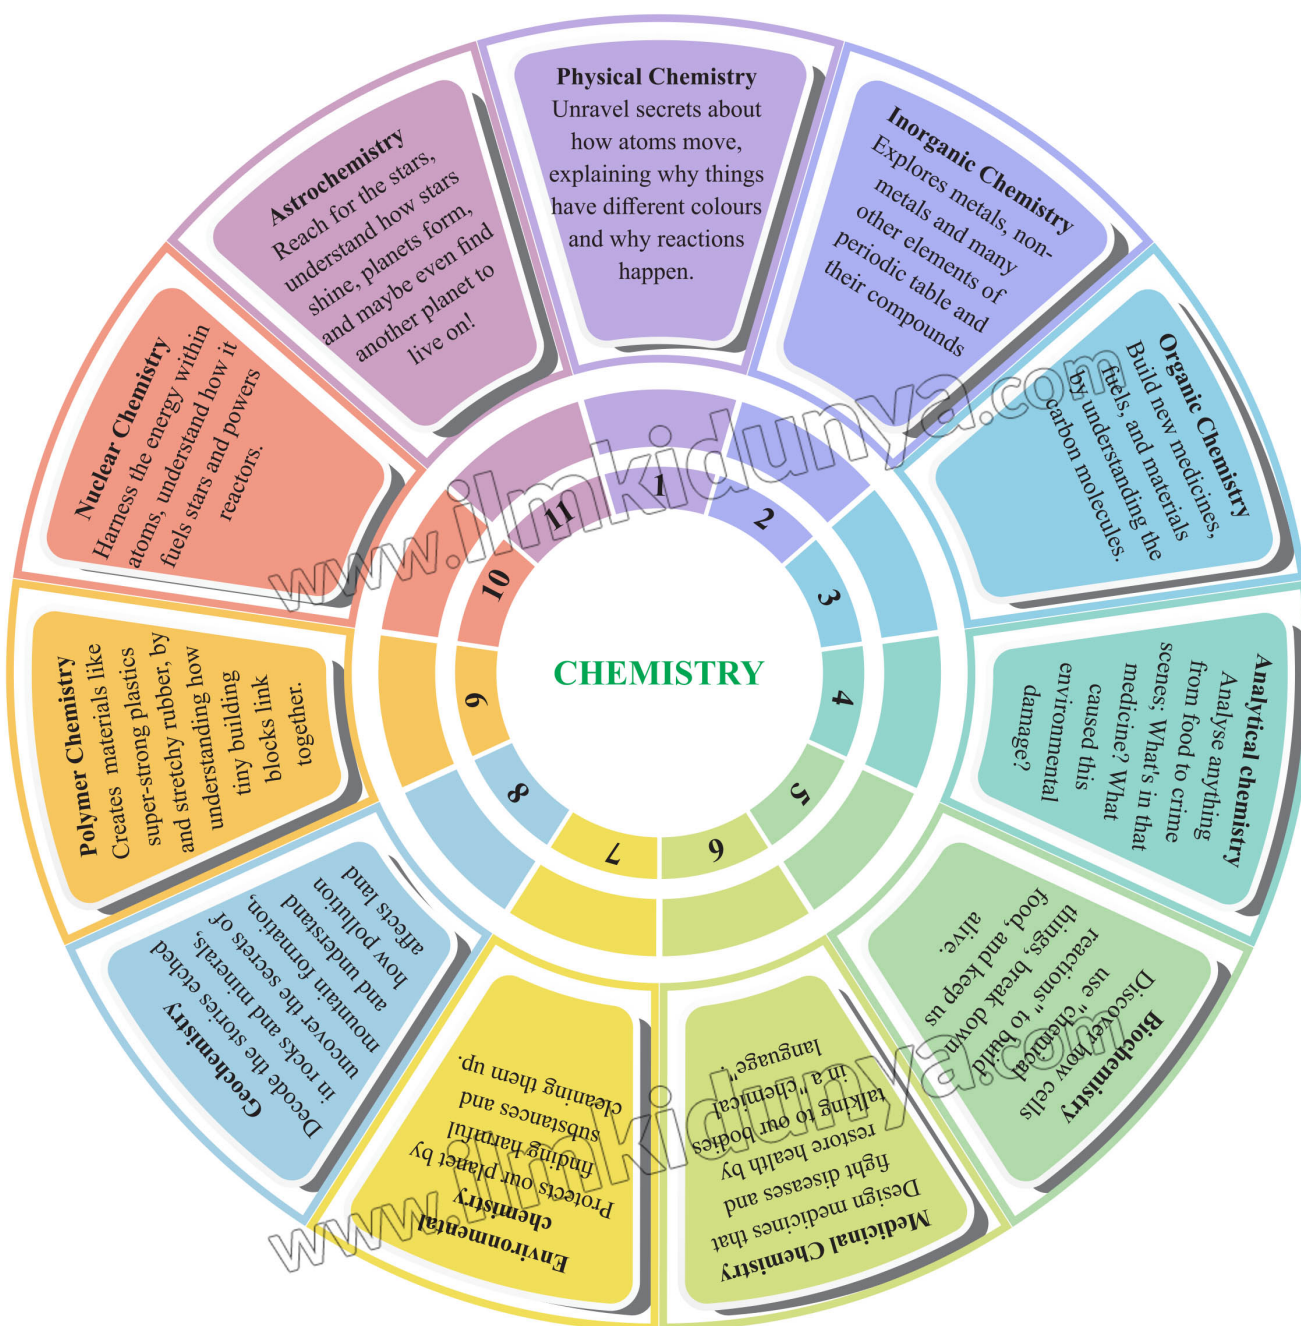 Physical Chemistry
Unravel secrets about
how atoms move,
explaining why things
have different colours
and why reactions
happen.
Inorganic Chemistry
Explores metals, non-
metals and many
other elements of
periodic table and
their compounds
Organic Chemistry
Build new medicines,
fuels, and materials
by understanding the
carbon molecules.
Analytical chemistry
Analyse anything
from food to crime
scenes; What's in that
medicine? What
caused this
environmental
damage?
Biochemistry
Discover how cells
use "chemical
reactions" to build
things, break down
food, and keep us
alive.
Medicinal Chemistry
Design medicines that
fight diseases and
restore health by
talking to our bodies
in a "chemical
language".
Environmental
chemistry
Protects our planet by
finding harmful
substances and
cleaning them up.
Geochemistry
Decode the stories etched
in rocks and minerals,
uncover the secrets of
mountain formation,
and understand
how pollution
affects land
Polymer Chemistry
Creates materials like
super-strong plastics
and stretchy rubber, by
understanding how
tiny building
blocks link
together.
Nuclear Chemistry
Harness the energy within
atoms, understand how it
fuels stars and powers
reactors.
Astrochemistry
Reach for the stars,
understand how stars
shine, planets form,
and maybe even find
another planet to
live on!
1
2
3
4
5
6
7
8
9
10
11
CHEMISTRY
www.ilmkidunya.com
www.ilmkidunya.com